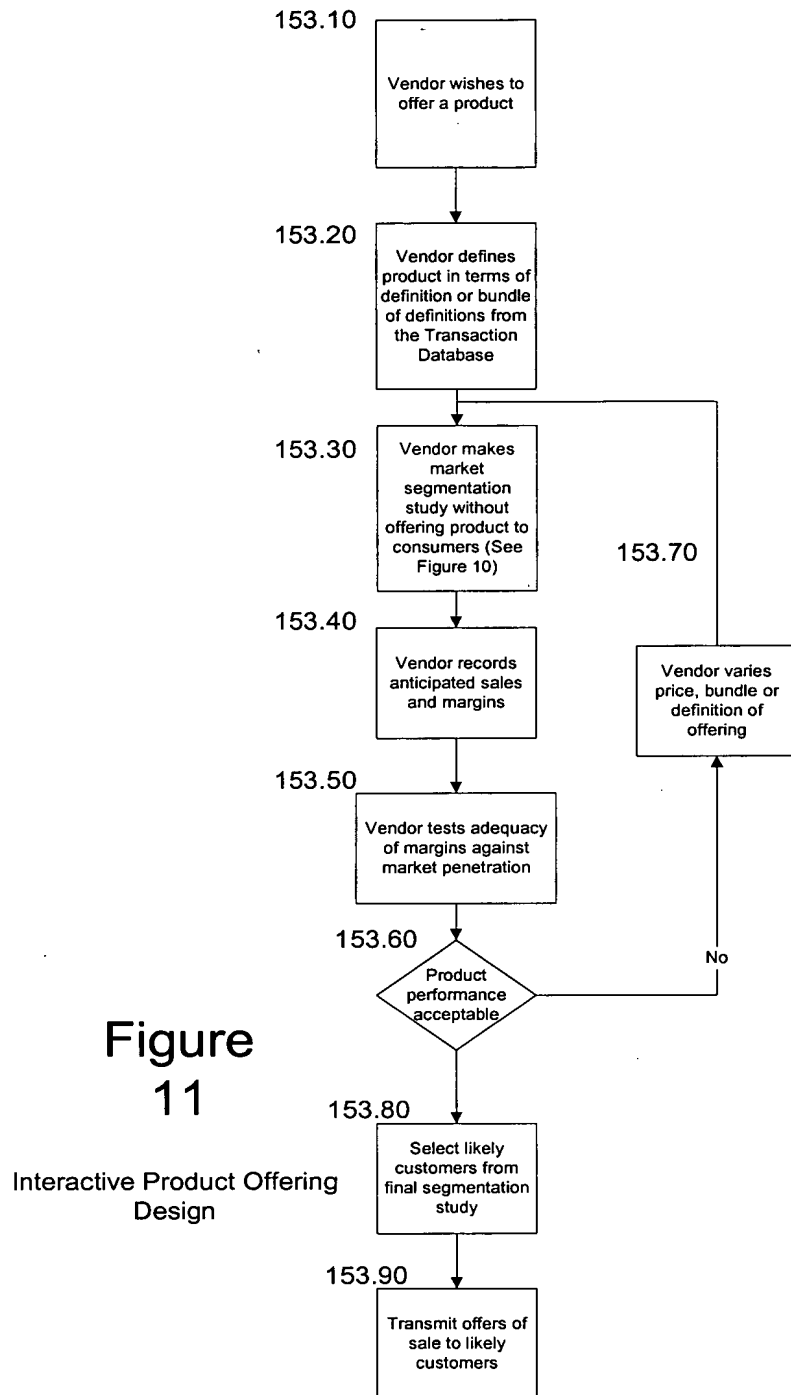 153.10
Vendor wishes to
offer a product
153.20
Vendor defines
product in terms of
definition or bundle
of definitions from
the Transaction
Database
153.30
Vendor makes
market
segmentation
study without
offering product to
consumers (See
Figure 10)
153.70
153.40
Vendor records
anticipated sales
and margins
Vendor varies
price, bundle or
definition of
offering
153.50
Vendor tests adequacy
of margins against
market penetration
153.60
Product
performance
acceptable
No
Figure
11
Interactive Product Offering
Design
153.80
Select likely
customers from
final segmentation
study
153.90
Transmit offers of
sale to likely
customers